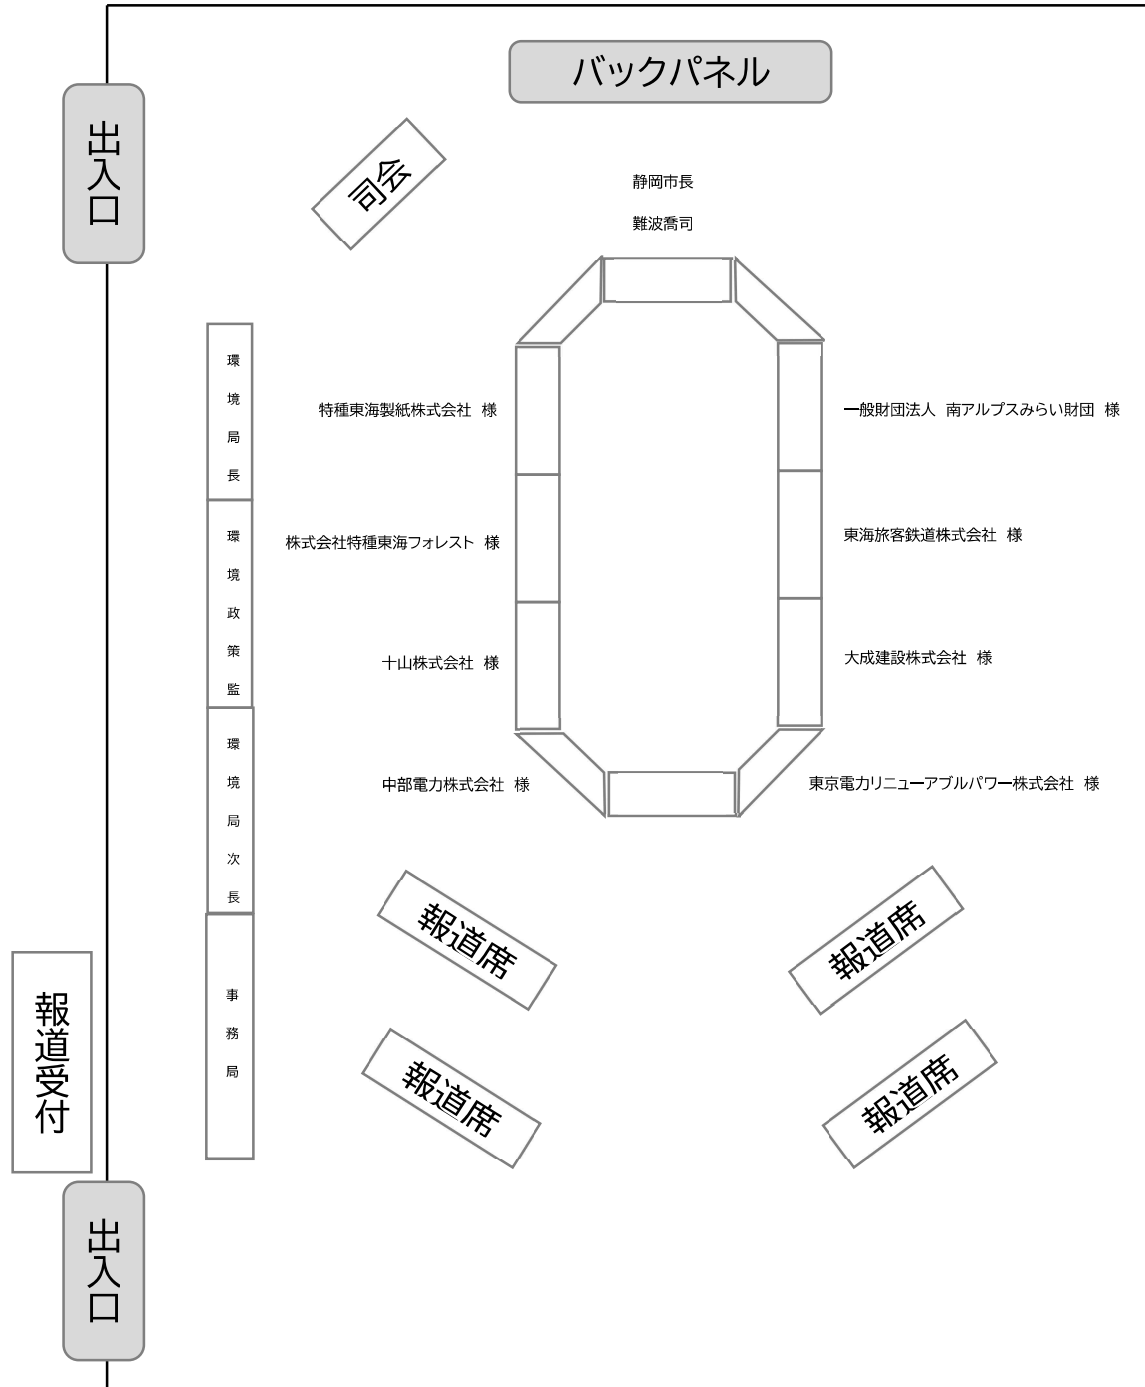 バックパネル
出入口
司会
静岡市長
難波喬司
環境局長
特種東海製紙株式会社 様
一般財団法人 南アルプスみらい財団 様
環境政策監
株式会社特種東海フォレスト 様
東海旅客鉄道株式会社 様
十山株式会社 様
大成建設株式会社 様
環境局次長
中部電力株式会社 様
東京電力リニューアブルパワー株式会社 様
報道席
報道席
事務局
報道受付
報道席
報道席
出入口